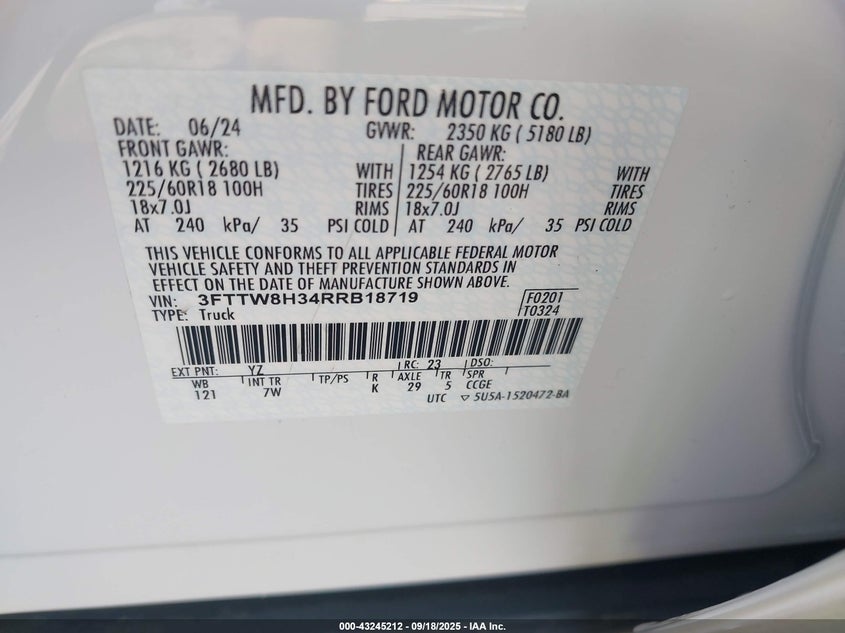 MFD. BY FORD MOTOR CO.
DATE: 06/24 GVWR: 2350 KG ( 5180 LB)
FRONT GAWR: REAR GAWR:
1216 KG ( 2680 LB) WITH 1254 KG ( 2765 LB) WITH
225/60R18 100H TIRES 225/60R18 100H TIRES
18x7.0J RIMS 18x7.0J RIMS
AT 240 kPa/ 35 PSI COLD AT 240 kPa/ 35 PSI COLD
THIS VEHICLE CONFORMS TO ALL APPLICABLE FEDERAL MOTOR
VEHICLE SAFETY AND THEFT PREVENTION STANDARDS IN
EFFECT ON THE DATE OF MANUFACTURE SHOWN ABOVE.
VIN: 3FTTW8H34RRB18719 F0201
TYPE: Truck T0324
EXT PNT: YZ RC: 23 DSO:
WB INT TR TP/PS R AXLE TR SPR
121 7W K 29 5 CCGE
UTC ▽ 5U5A-1520472-BA
000-43245212 - 09/18/2025 - IAA Inc.